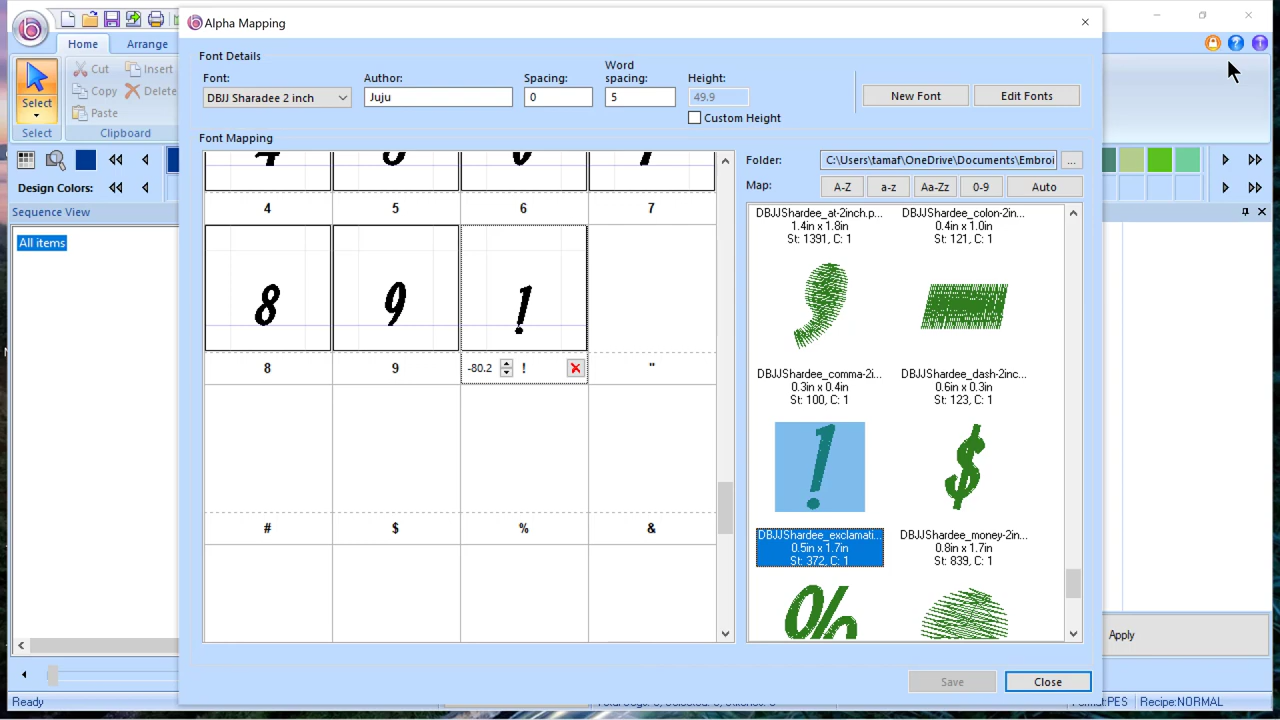 Alpha Mapping
Home
Arrange
Select
Select
Cut
Copy
Paste
Insert
Delete
Clipboard
Design Colors:
Sequence View
All items
Font Details
Font:
DBJJ Sharadee 2 inch
Author:
Juju
Spacing:
0
Word
spacing:
5
Height:
49.9
Custom Height
New Font
Edit Fonts
Font Mapping
4 5 6 7
8 9 !
8 9 -80.2 ! "
# $ % &
Folder:
C:\Users\tamaf\OneDrive\Documents\Embroi
...
Map:
A-Z
a-z
Aa-Zz
0-9
Auto
DBJJShardee_at-2inch.p...
1.4in x 1.8in
St: 1391, C: 1
DBJJShardee_colon-2in...
0.4in x 1.0in
St: 121, C: 1
DBJJShardee_comma-2i...
0.3in x 0.4in
St: 100, C: 1
DBJJShardee_dash-2inc...
0.6in x 0.3in
St: 123, C: 1
!
$
DBJJShardee_exclamati...
0.5in x 1.7in
St: 372, C: 1
DBJJShardee_money-2in...
0.8in x 1.7in
St: 839, C: 1
%
Save
Close
Apply
Ready
Recipe:NORMAL